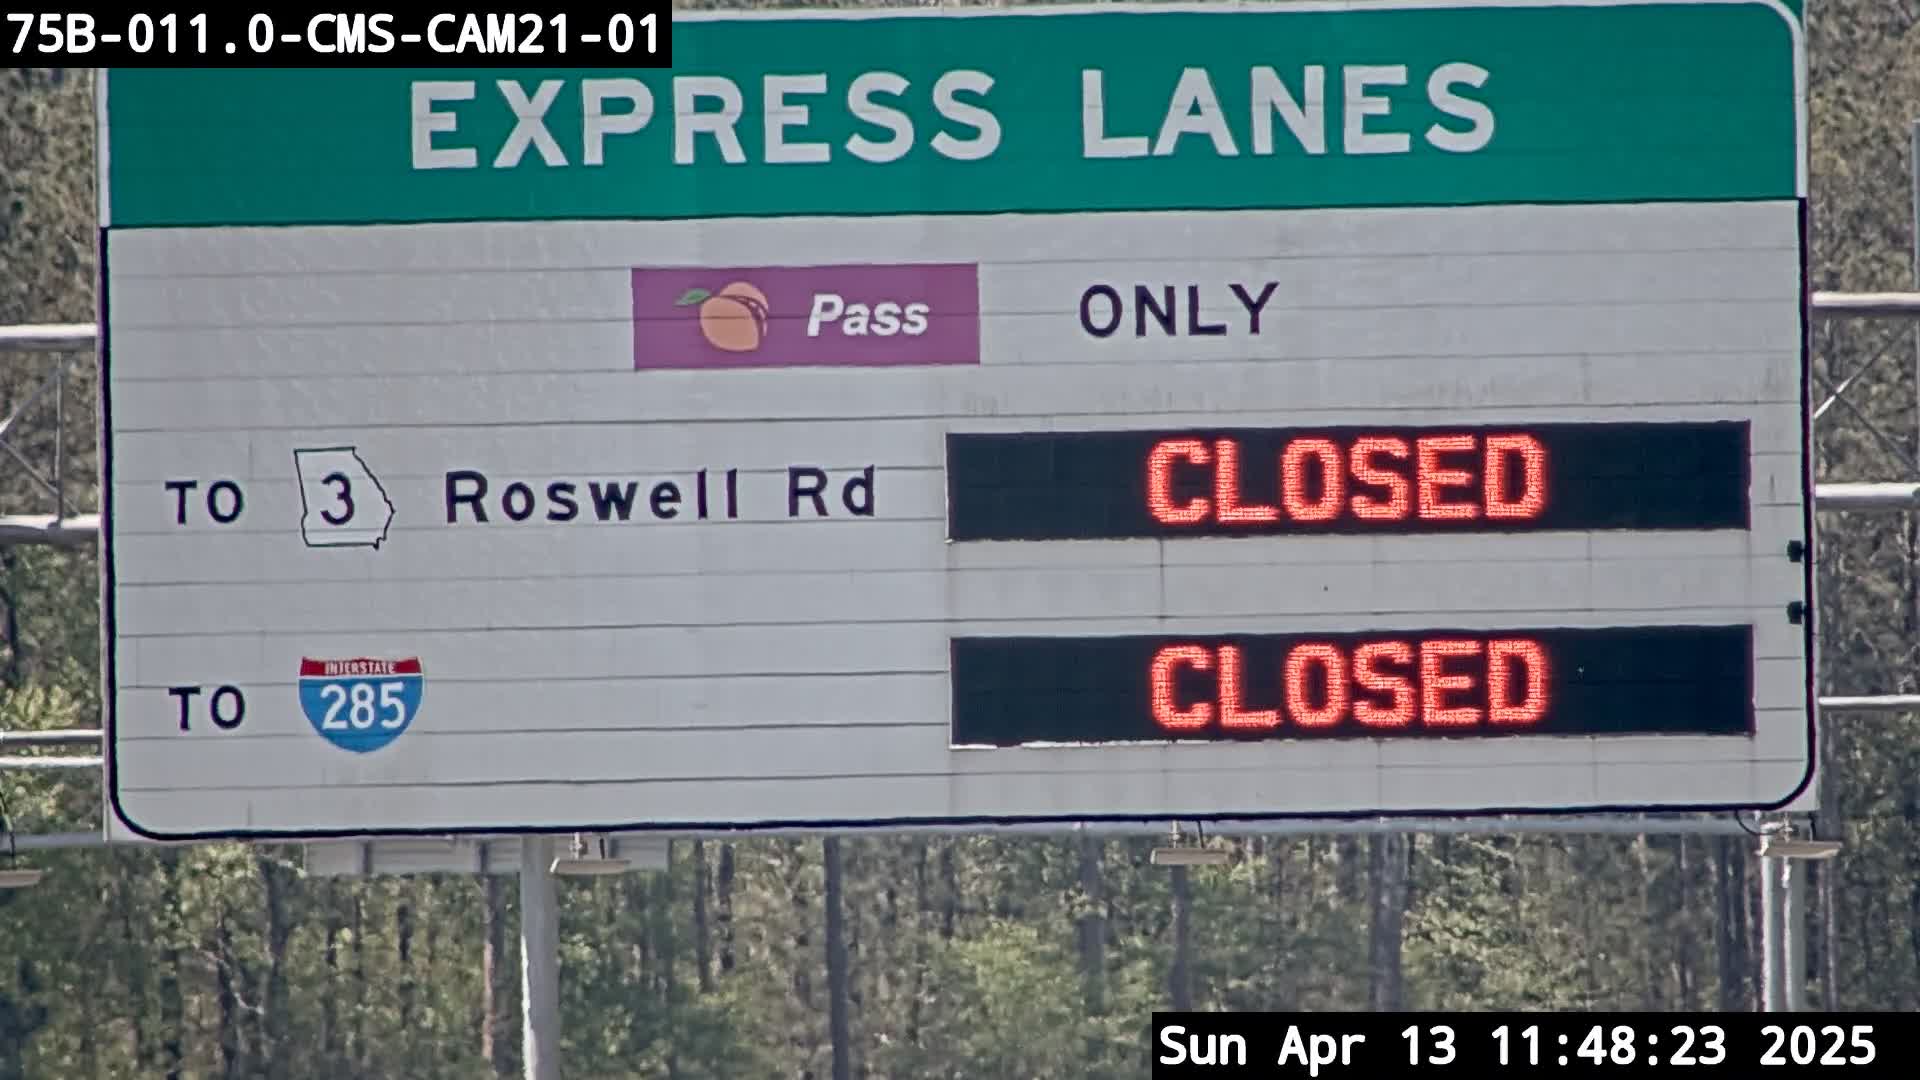 75B-011.0-CMS-CAM21-01
EXPRESS LANES
Pass ONLY
TO 3 Roswell Rd CLOSED
INTERSTATE
TO 285 CLOSED
Sun Apr 13 11:48:23 2025